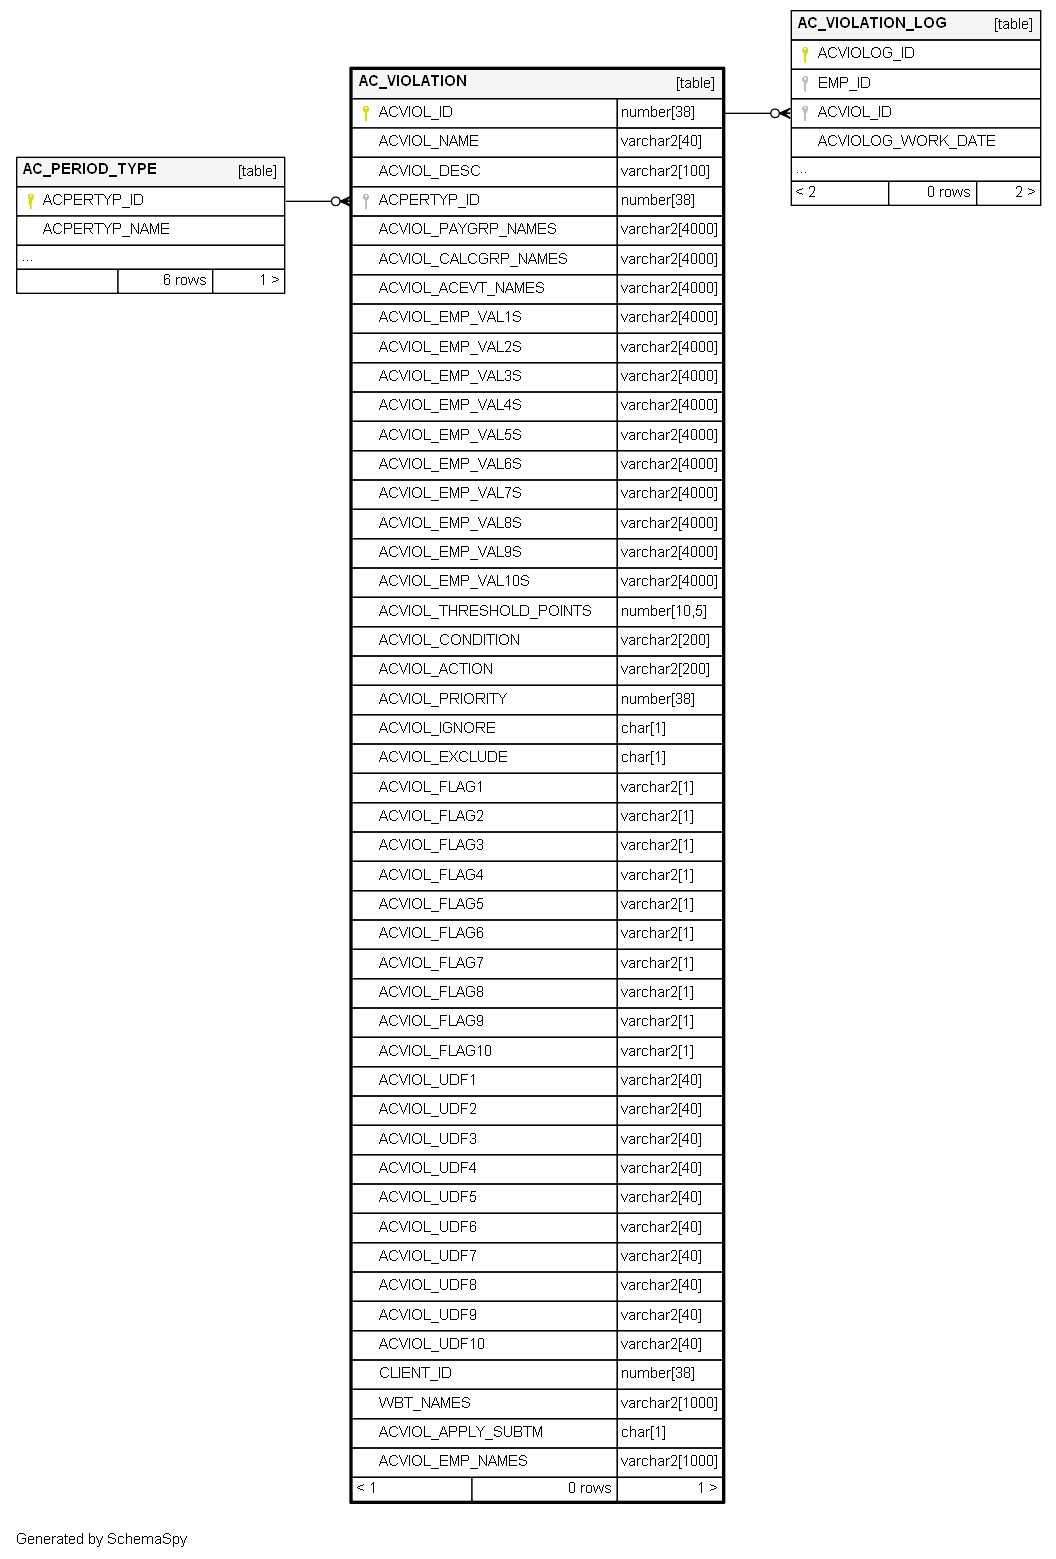 AC_VIOLATION_LOG [table]
ACVIOLOG_ID
EMP_ID
ACVIOL_ID
ACVIOLOG_WORK_DATE
...
< 2 0 rows 2 >
AC_VIOLATION [table]
ACVIOL_ID number[38]
ACVIOL_NAME varchar2[40]
ACVIOL_DESC varchar2[100]
ACPERTYP_ID number[38]
ACVIOL_PAYGRP_NAMES varchar2[4000]
ACVIOL_CALCGRP_NAMES varchar2[4000]
ACVIOL_ACEVT_NAMES varchar2[4000]
ACVIOL_EMP_VAL1S varchar2[4000]
ACVIOL_EMP_VAL2S varchar2[4000]
ACVIOL_EMP_VAL3S varchar2[4000]
ACVIOL_EMP_VAL4S varchar2[4000]
ACVIOL_EMP_VAL5S varchar2[4000]
ACVIOL_EMP_VAL6S varchar2[4000]
ACVIOL_EMP_VAL7S varchar2[4000]
ACVIOL_EMP_VAL8S varchar2[4000]
ACVIOL_EMP_VAL9S varchar2[4000]
ACVIOL_EMP_VAL10S varchar2[4000]
ACVIOL_THRESHOLD_POINTS number[10,5]
ACVIOL_CONDITION varchar2[200]
ACVIOL_ACTION varchar2[200]
ACVIOL_PRIORITY number[38]
ACVIOL_IGNORE char[1]
ACVIOL_EXCLUDE char[1]
ACVIOL_FLAG1 varchar2[1]
ACVIOL_FLAG2 varchar2[1]
ACVIOL_FLAG3 varchar2[1]
ACVIOL_FLAG4 varchar2[1]
ACVIOL_FLAG5 varchar2[1]
ACVIOL_FLAG6 varchar2[1]
ACVIOL_FLAG7 varchar2[1]
ACVIOL_FLAG8 varchar2[1]
ACVIOL_FLAG9 varchar2[1]
ACVIOL_FLAG10 varchar2[1]
ACVIOL_UDF1 varchar2[40]
ACVIOL_UDF2 varchar2[40]
ACVIOL_UDF3 varchar2[40]
ACVIOL_UDF4 varchar2[40]
ACVIOL_UDF5 varchar2[40]
ACVIOL_UDF6 varchar2[40]
ACVIOL_UDF7 varchar2[40]
ACVIOL_UDF8 varchar2[40]
ACVIOL_UDF9 varchar2[40]
ACVIOL_UDF10 varchar2[40]
CLIENT_ID number[38]
WBT_NAMES varchar2[1000]
ACVIOL_APPLY_SUBTM char[1]
ACVIOL_EMP_NAMES varchar2[1000]
< 1 0 rows 1 >
AC_PERIOD_TYPE [table]
ACPERTYP_ID
ACPERTYP_NAME
...
6 rows 1 >
Generated by SchemaSpy